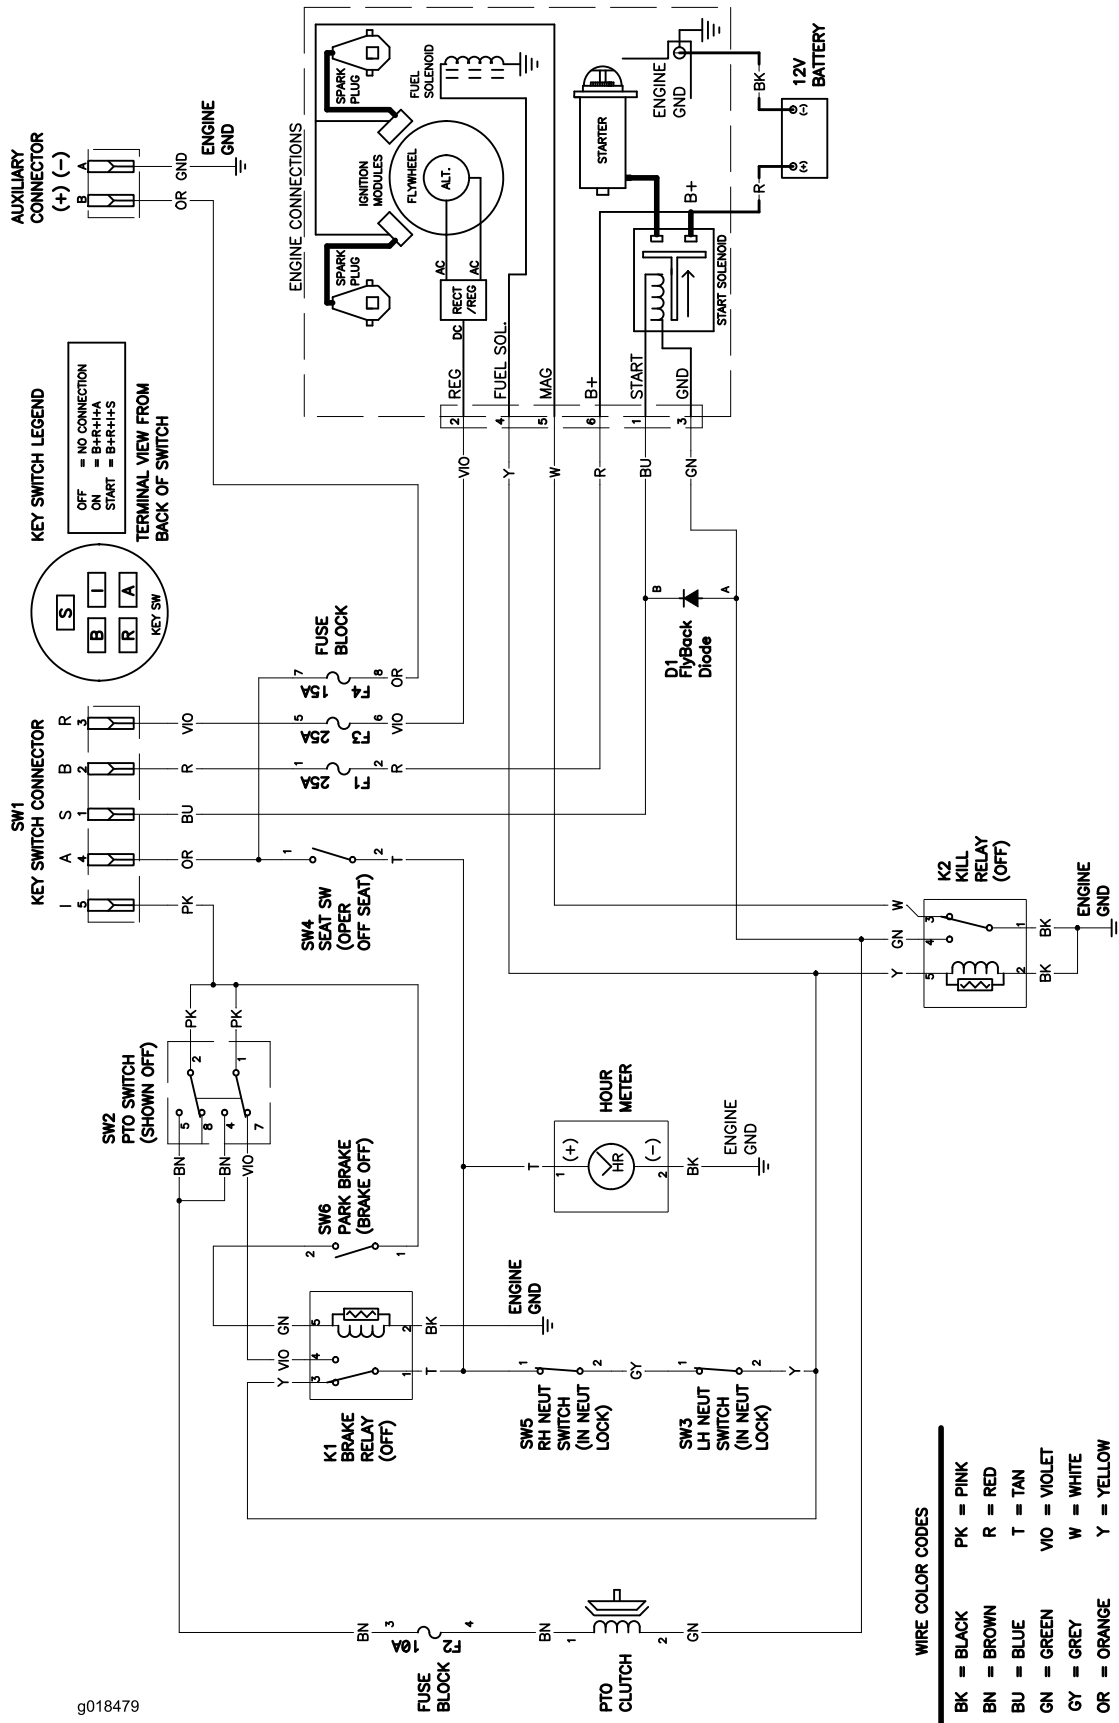 AUXILIARY
CONNECTOR
(+) (-)
B A
OR
GND
ENGINE
GND
KEY SWITCH LEGEND
OFF = NO CONNECTION
ON = B+R+I+A
START = B+R+I+S
TERMINAL VIEW FROM
BACK OF SWITCH
S
B I
R A
KEY SW
SW1
KEY SWITCH CONNECTOR
I A S B R
5 4 1 2 3
PK OR BU R VIO
FUSE
BLOCK
1 25A F1 2 R
5 25A F3 6 VIO
7 15A F4 8 OR
SW4
SEAT SW
(OPER
OFF SEAT)
1 2 T
ENGINE CONNECTIONS
SPARK
PLUG
SPARK
PLUG
IGNITION
MODULES
FLYWHEEL
ALT.
AC AC
RECT
/REG
DC
FUEL
SOLENOID
STARTER
ENGINE
GND
B+
START SOLENOID
BK
R
12V
BATTERY
(-)
(+)
REG
FUEL SOL.
MAG
B+
START
GND
2 4 5 6 1 3
VIO Y W R BU GN
D1
FlyBack
Diode
B
A
K2
KILL
RELAY
(OFF)
W GN Y
3 4 5
1 2
BK BK
ENGINE
GND
SW2
PTO SWITCH
(SHOWN OFF)
PK PK
2 1
5 8 4 7
BN BN VIO
SW6
PARK BRAKE
(BRAKE OFF)
2 1
K1
BRAKE
RELAY
(OFF)
Y VIO GN
3 4 5
1 2
T BK
ENGINE
GND
HOUR
METER
T
1 (+)
HR
2 (-)
BK
ENGINE
GND
SW5
RH NEUT
SWITCH
(IN NEUT
LOCK)
1 2
GY
SW3
LH NEUT
SWITCH
(IN NEUT
LOCK)
1 2
Y
BN
3 10A F2 4
FUSE
BLOCK
BN
1 2
PTO
CLUTCH
GN
WIRE COLOR CODES
BK = BLACK PK = PINK
BN = BROWN R = RED
BU = BLUE T = TAN
GN = GREEN VIO = VIOLET
GY = GREY W = WHITE
OR = ORANGE Y = YELLOW
g018479